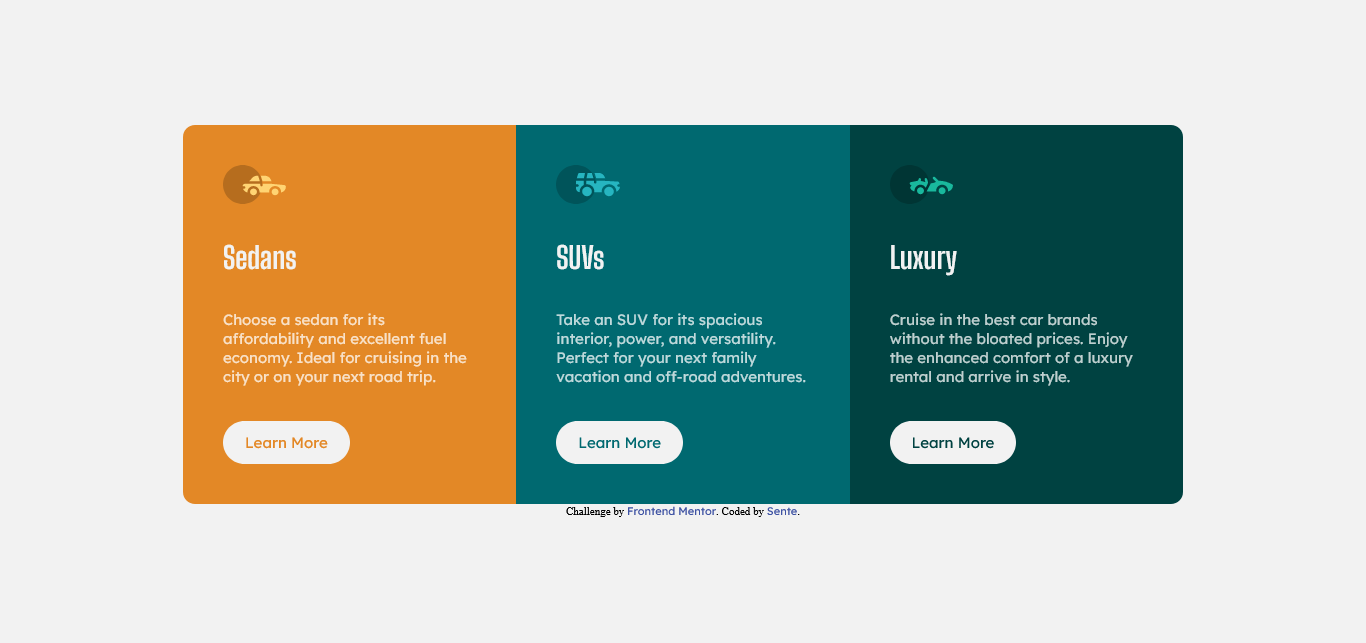 Sedans
Choose a sedan for its
affordability and excellent fuel
economy. Ideal for cruising in the
city or on your next road trip.
Learn More
SUVs
Take an SUV for its spacious
interior, power, and versatility.
Perfect for your next family
vacation and off-road adventures.
Learn More
Luxury
Cruise in the best car brands
without the bloated prices. Enjoy
the enhanced comfort of a luxury
rental and arrive in style.
Learn More
Challenge by Frontend Mentor. Coded by Sente.